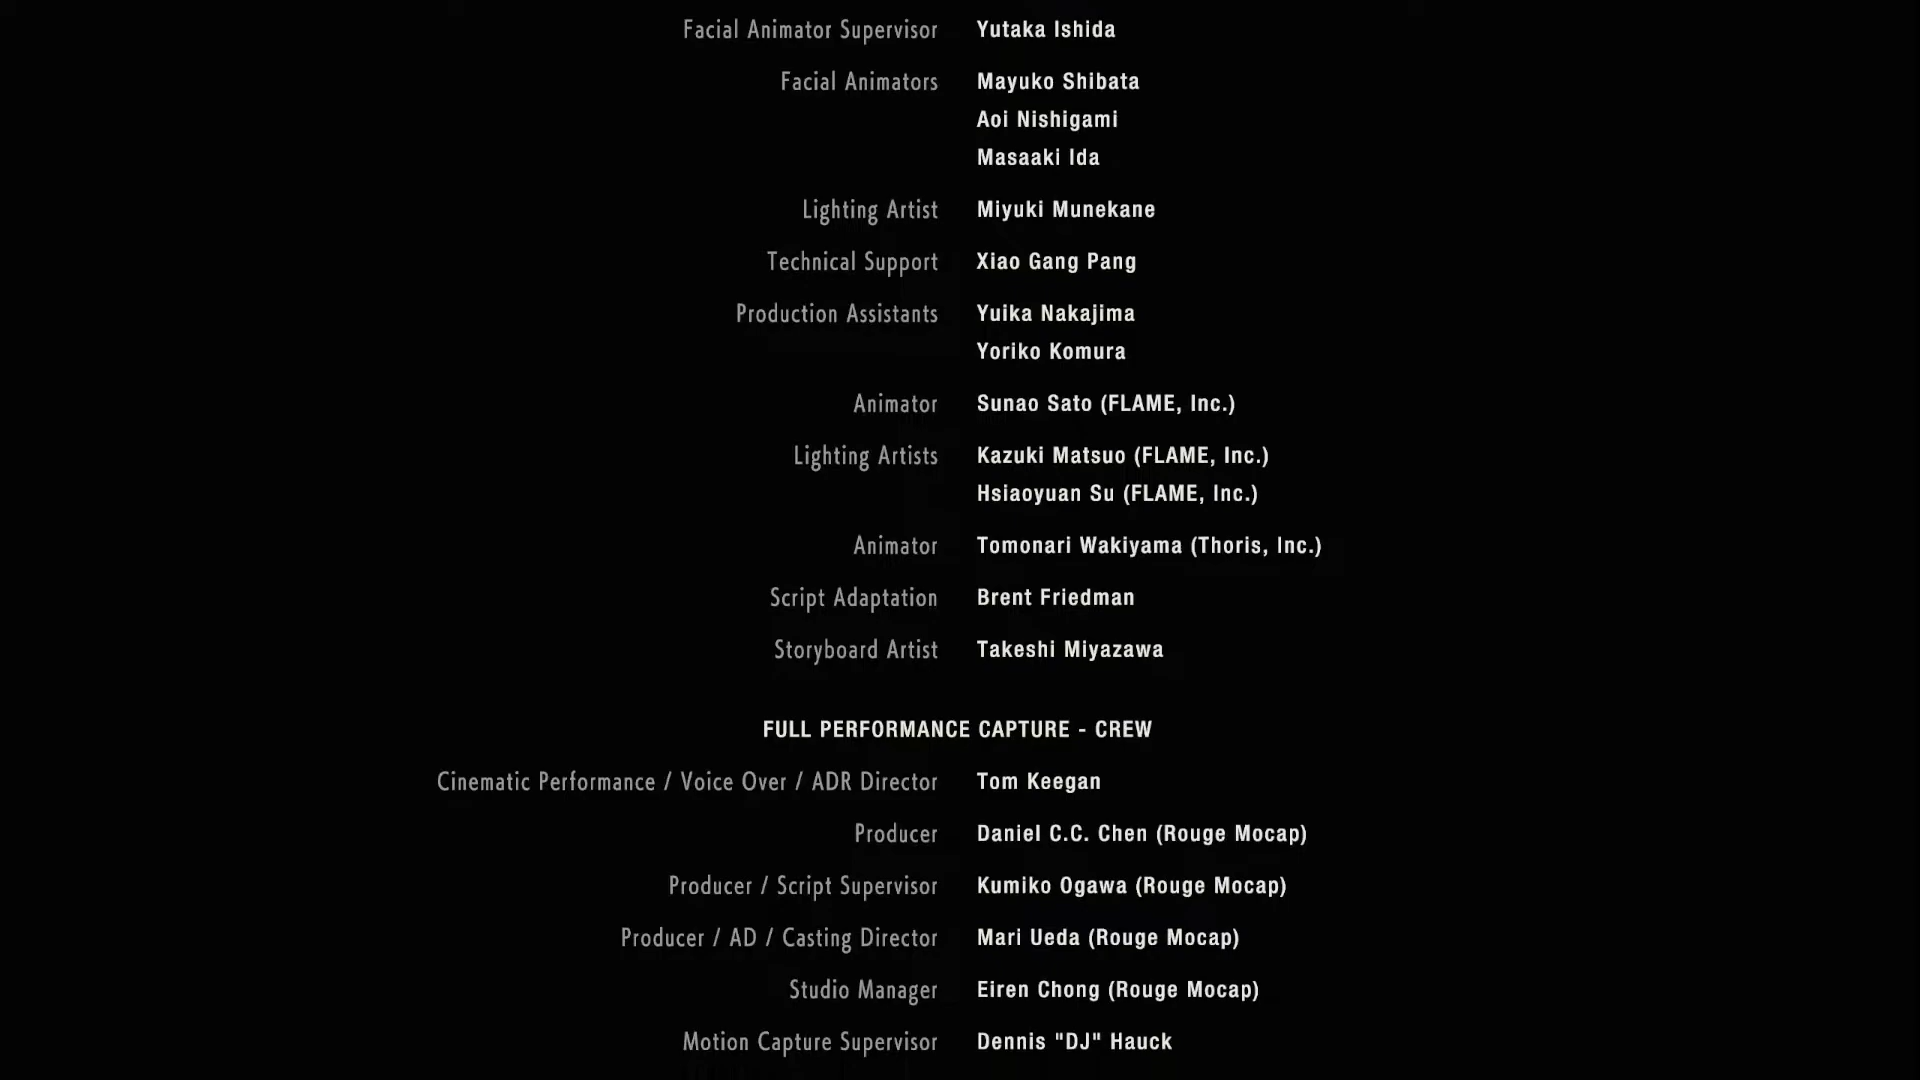 Facial Animator Supervisor Yutaka Ishida
Facial Animators Mayuko Shibata
Aoi Nishigami
Masaaki Ida
Lighting Artist Miyuki Munekane
Technical Support Xiao Gang Pang
Production Assistants Yuika Nakajima
Yoriko Komura
Animator Sunao Sato (FLAME, Inc.)
Lighting Artists Kazuki Matsuo (FLAME, Inc.)
Hsiaoyuan Su (FLAME, Inc.)
Animator Tomonari Wakiyama (Thoris, Inc.)
Script Adaptation Brent Friedman
Storyboard Artist Takeshi Miyazawa
FULL PERFORMANCE CAPTURE - CREW
Cinematic Performance / Voice Over / ADR Director Tom Keegan
Producer Daniel C.C. Chen (Rouge Mocap)
Producer / Script Supervisor Kumiko Ogawa (Rouge Mocap)
Producer / AD / Casting Director Mari Ueda (Rouge Mocap)
Studio Manager Eiren Chong (Rouge Mocap)
Motion Capture Supervisor Dennis "DJ" Hauck